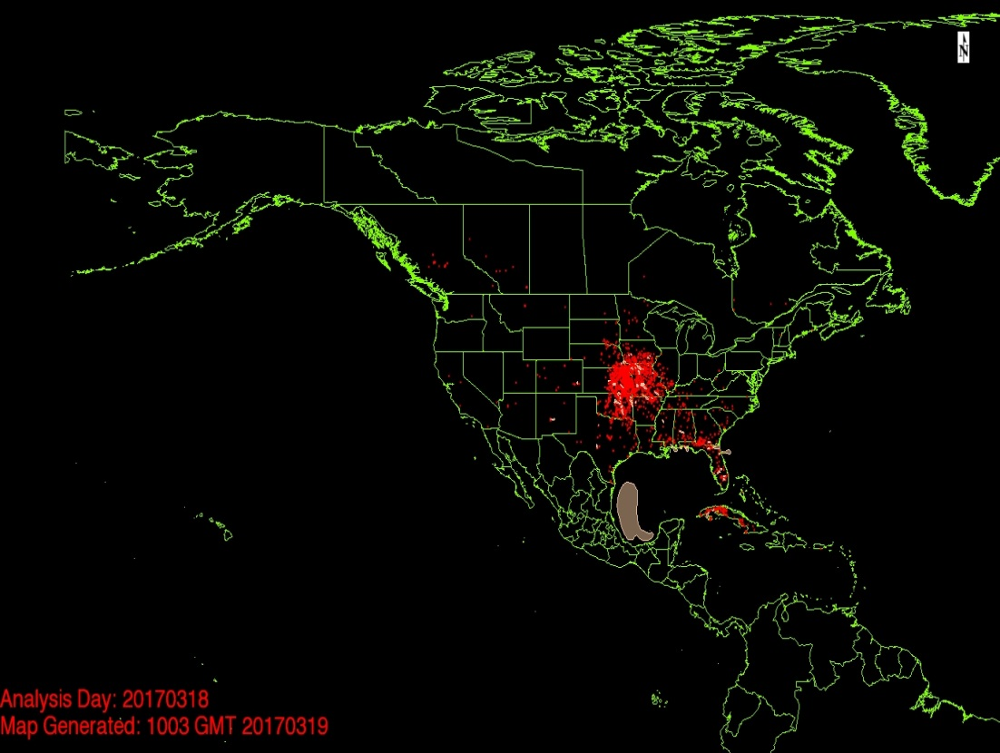 N
Analysis Day: 20170318
Map Generated: 1003 GMT 20170319